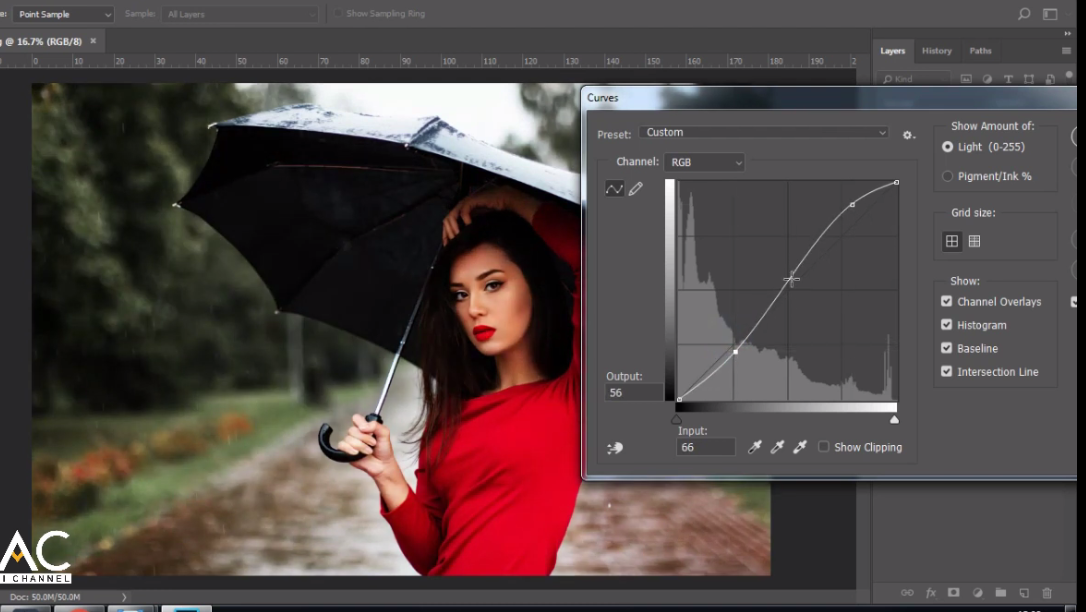 Point Sample
Sample: All Layers
Show Sampling Ring
@ 16.7% (RGB/8) ×
0 10 20 30 40 50 60 70 80 90 100 110 120 130 140 150 160 170 180 190
Layers History Paths
Kind
Curves
Preset: Custom
Channel: RGB
Show Amount of:
Light (0-255)
Pigment/Ink %
Grid size:
Show:
Channel Overlays
Histogram
Baseline
Intersection Line
Output:
56
Input:
66
Show Clipping
AC
I CHANNEL
Doc: 50.0M/50.0M
fx